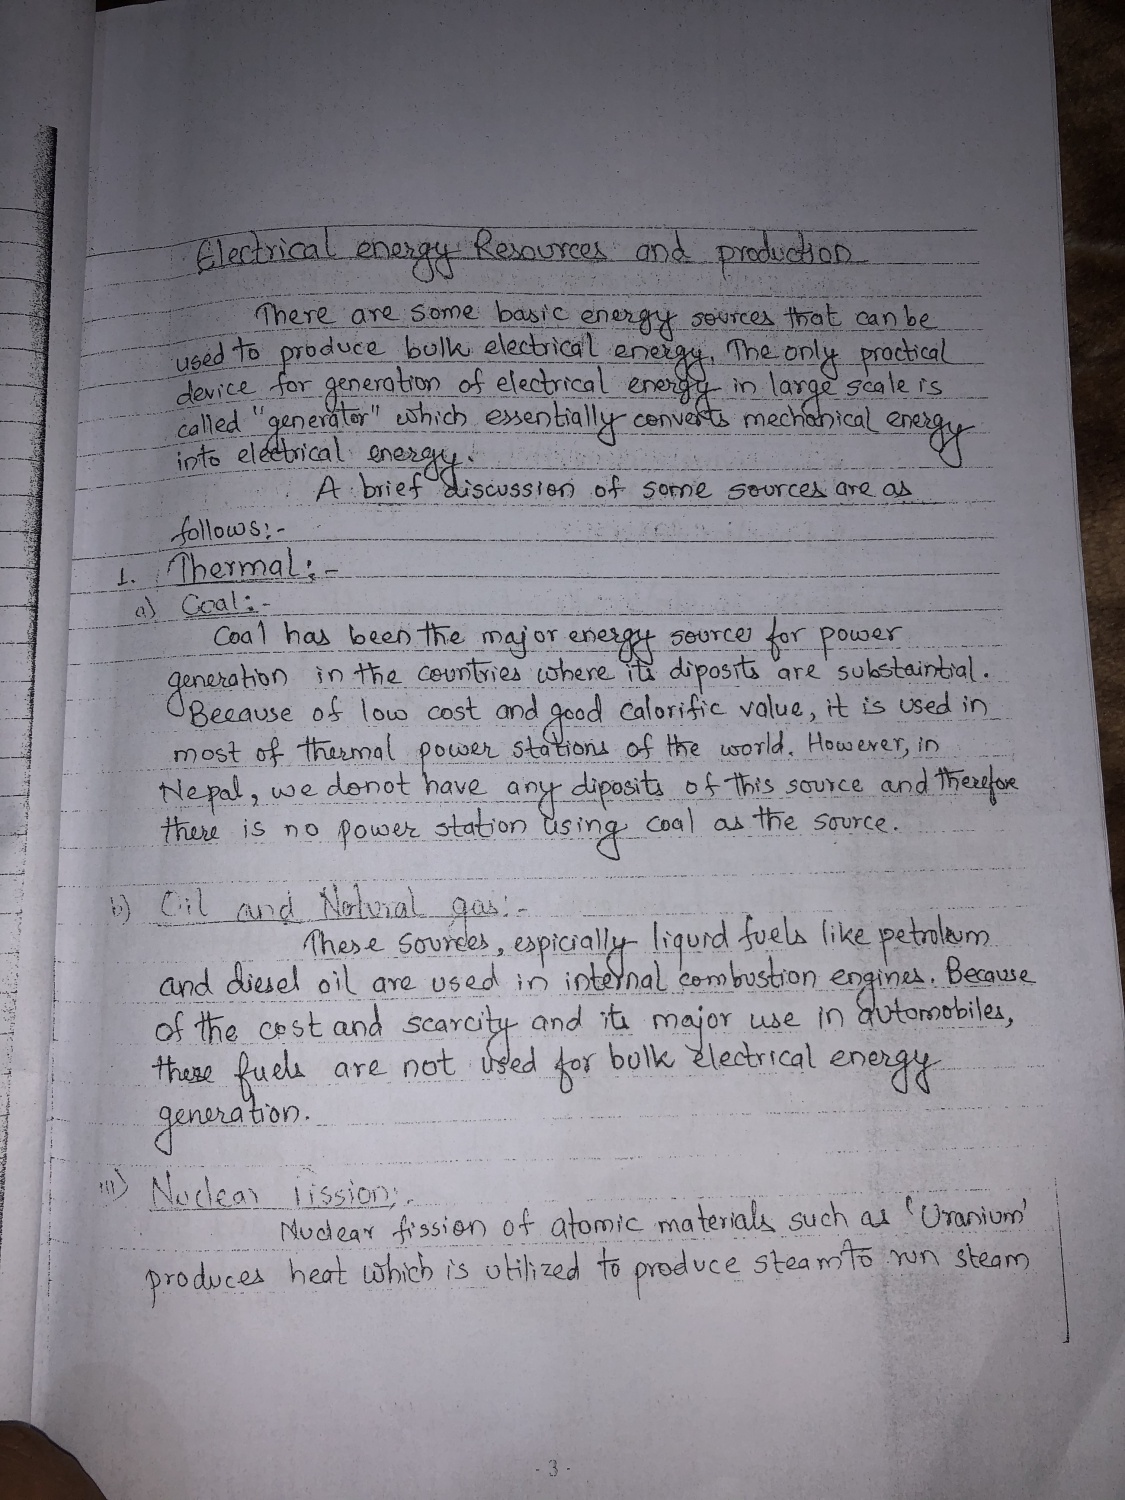 Electrical energy Resources and production
There are some basic energy sources that can be
used to produce bulk electrical energy. The only practical
device for generation of electrical energy in large scale is
called "generator" which essentially converts mechanical energy
into electrical energy.
A brief discussion of some sources are as
follows:-
1. Thermal:-
a) Coal:-
Coal has been the major energy source for power
generation in the countries where its diposits are substaintial.
Because of low cost and good calorific value, it is used in
most of thermal power stations of the world. However, in
Nepal, we donot have any diposits of this source and therefore
there is no power station using coal as the source.
b) Oil and Natural gas:-
These sources, espicially liquid fuels like petroleum
and diesel oil are used in internal combustion engines. Because
of the cost and scarcity and its major use in automobiles,
these fuels are not used for bulk electrical energy
generation.
iii) Nuclear fission:-
Nuclear fission of atomic materials such as 'Uranium'
produces heat which is utilized to produce steam to run steam
- 3 -